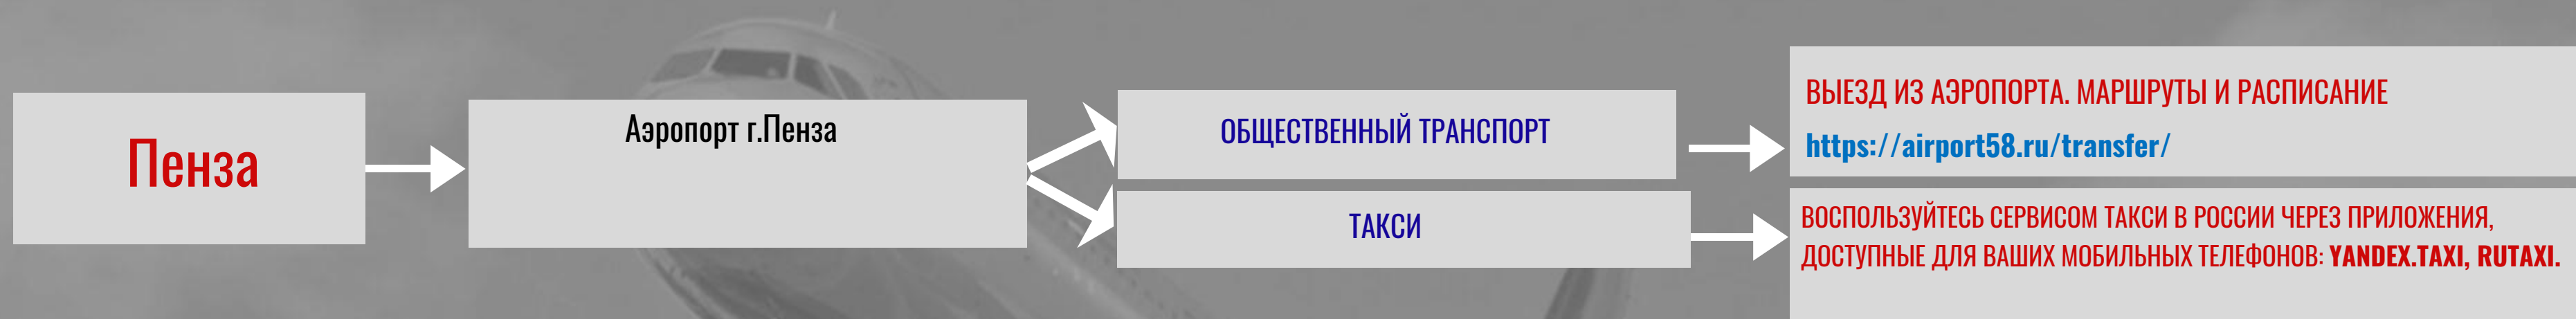 Пенза
Аэропорт г.Пенза
ОБЩЕСТВЕННЫЙ ТРАНСПОРТ
ТАКСИ
ВЫЕЗД ИЗ АЭРОПОРТА. МАРШРУТЫ И РАСПИСАНИЕ
https://airport58.ru/transfer/
ВОСПОЛЬЗУЙТЕСЬ СЕРВИСОМ ТАКСИ В РОССИИ ЧЕРЕЗ ПРИЛОЖЕНИЯ,
ДОСТУПНЫЕ ДЛЯ ВАШИХ МОБИЛЬНЫХ ТЕЛЕФОНОВ: YANDEX.TAXI, RUTAXI.